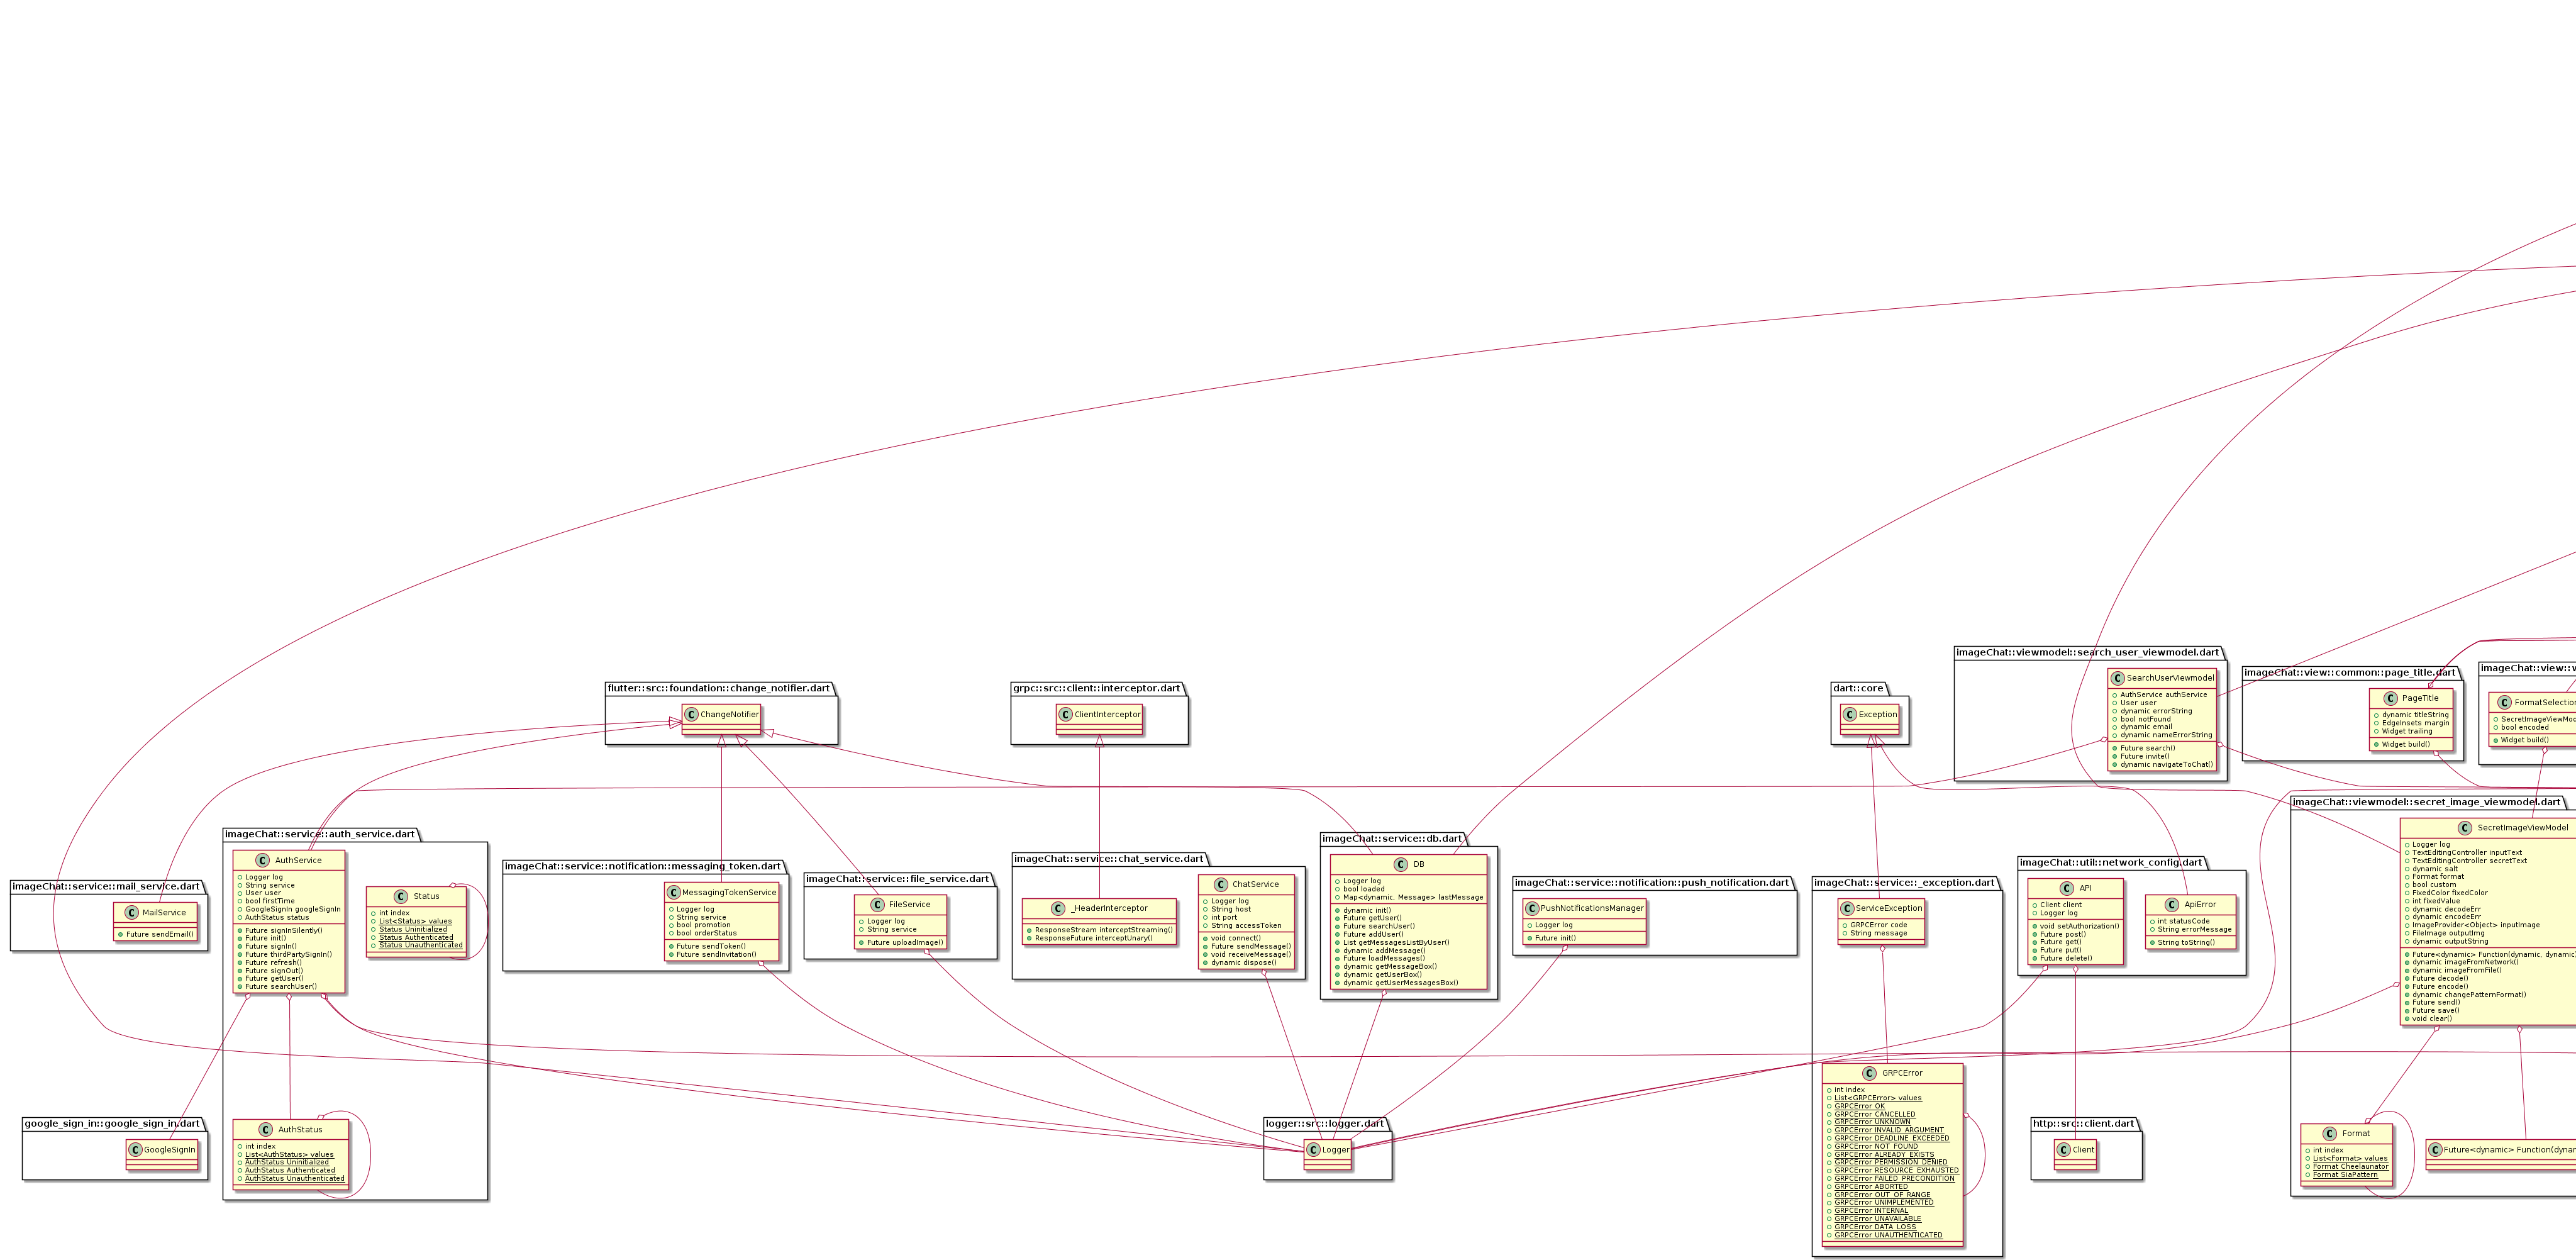 imageChat::service::mail_service.dart
MailService
Future sendEmail()
imageChat::service::auth_service.dart
AuthService
Logger log
String service
User user
bool firstTime
GoogleSignIn googleSignIn
AuthStatus status
Future signInSilently()
Future init()
Future signIn()
Future thirdPartySignIn()
Future refresh()
Future signOut()
Future getUser()
Future searchUser()
Status
int index
List<Status> values
Status Uninitialized
Status Authenticated
Status Unauthenticated
AuthStatus
int index
List<AuthStatus> values
AuthStatus Uninitialized
AuthStatus Authenticated
AuthStatus Unauthenticated
google_sign_in::google_sign_in.dart
GoogleSignIn
flutter::src::foundation::change_notifier.dart
ChangeNotifier
imageChat::service::notification::messaging_token.dart
MessagingTokenService
Logger log
String service
bool promotion
bool orderStatus
Future sendToken()
Future sendInvitation()
imageChat::service::file_service.dart
FileService
Logger log
String service
Future uploadImage()
grpc::src::client::interceptor.dart
ClientInterceptor
imageChat::service::chat_service.dart
_HeaderInterceptor
ResponseStream interceptStreaming()
ResponseFuture interceptUnary()
ChatService
Logger log
String host
int port
String accessToken
void connect()
Future sendMessage()
void receiveMessage()
dynamic dispose()
imageChat::service::db.dart
DB
Logger log
bool loaded
Map<dynamic, Message> lastMessage
dynamic init()
Future getUser()
Future searchUser()
Future addUser()
List getMessagesListByUser()
dynamic addMessage()
Future loadMessages()
dynamic getMessageBox()
dynamic getUserBox()
dynamic getUserMessagesBox()
logger::src::logger.dart
Logger
imageChat::service::notification::push_notification.dart
PushNotificationsManager
Logger log
Future init()
dart::core
Exception
imageChat::service::_exception.dart
ServiceException
GRPCError code
String message
GRPCError
int index
List<GRPCError> values
GRPCError OK
GRPCError CANCELLED
GRPCError UNKNOWN
GRPCError INVALID_ARGUMENT
GRPCError DEADLINE_EXCEEDED
GRPCError NOT_FOUND
GRPCError ALREADY_EXISTS
GRPCError PERMISSION_DENIED
GRPCError RESOURCE_EXHAUSTED
GRPCError FAILED_PRECONDITION
GRPCError ABORTED
GRPCError OUT_OF_RANGE
GRPCError UNIMPLEMENTED
GRPCError INTERNAL
GRPCError UNAVAILABLE
GRPCError DATA_LOSS
GRPCError UNAUTHENTICATED
imageChat::viewmodel::search_user_viewmodel.dart
SearchUserViewmodel
AuthService authService
User user
dynamic errorString
bool notFound
dynamic email
dynamic nameErrorString
Future search()
Future invite()
dynamic navigateToChat()
imageChat::util::network_config.dart
API
Client client
Logger log
void setAuthorization()
Future post()
Future get()
Future put()
Future delete()
ApiError
int statusCode
String errorMessage
String toString()
http::src::client.dart
Client
imageChat::view::common::page_title.dart
PageTitle
dynamic titleString
EdgeInsets margin
Widget trailing
Widget build()
imageChat::view::w
FormatSelection
SecretImageViewMod
bool encoded
Widget build()
imageChat::viewmodel::secret_image_viewmodel.dart
SecretImageViewModel
Logger log
TextEditingController inputText
TextEditingController secretText
dynamic salt
Format format
bool custom
FixedColor fixedColor
int fixedValue
dynamic decodeErr
dynamic encodeErr
ImageProvider<Object> inputImage
FileImage outputImg
dynamic outputString
Future<dynamic> Function(dynamic, dynamic)
dynamic imageFromNetwork()
dynamic imageFromFile()
Future decode()
Future encode()
dynamic changePatternFormat()
Future send()
Future save()
void clear()
Format
int index
List<Format> values
Format Cheelaunator
Format SiaPattern
Future<dynamic> Function(dynam